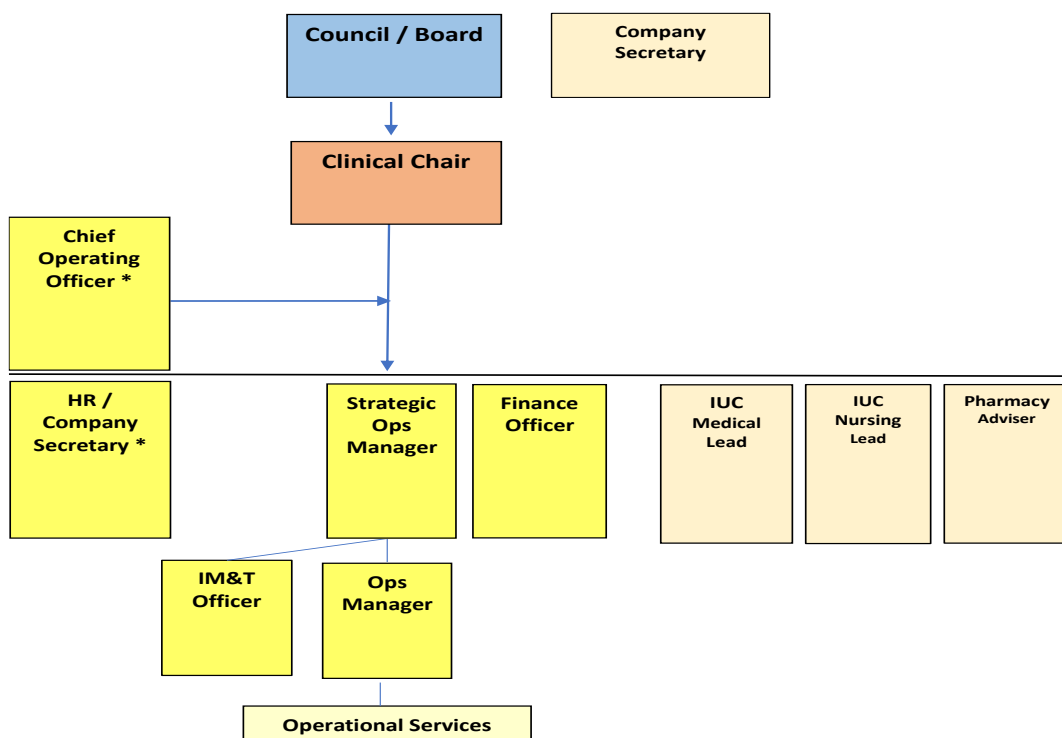 Council / Board
Company
Secretary
Clinical Chair
Chief
Operating
Officer *
HR /
Company
Secretary *
Strategic
Ops
Manager
Finance
Officer
IUC
Medical
Lead
IUC
Nursing
Lead
Pharmacy
Adviser
IM&T
Officer
Ops
Manager
Operational Services